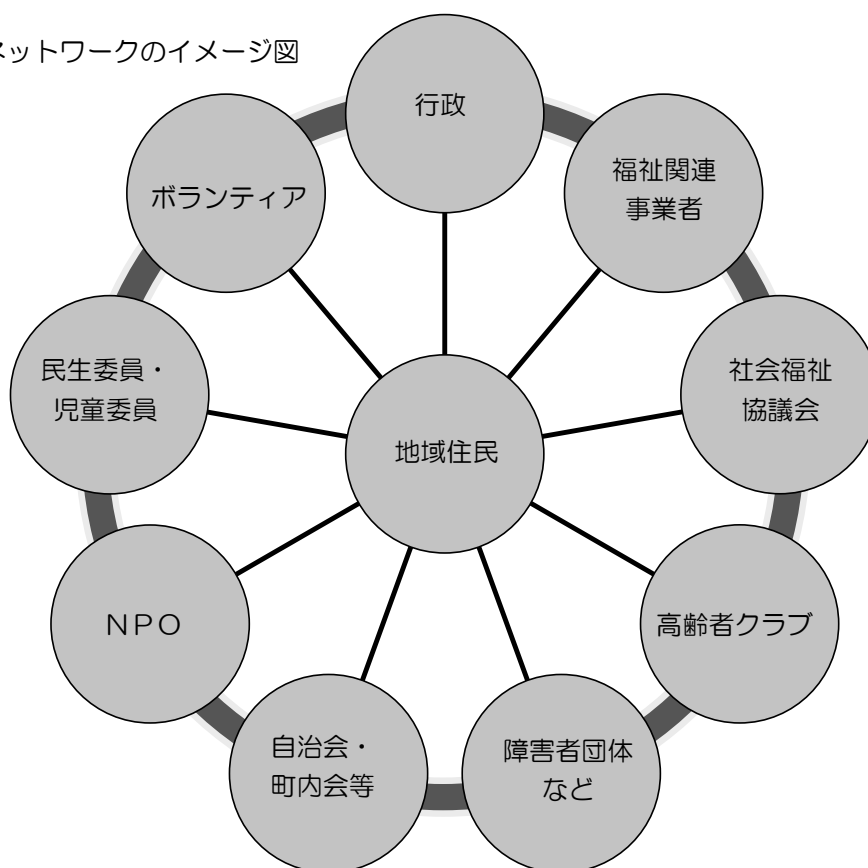 ネットワークのイメージ図
行政
福祉関連
事業者
社会福祉
協議会
高齢者クラブ
障害者団体
など
自治会・
町内会等
ＮＰＯ
民生委員・
児童委員
ボランティア
地域住民